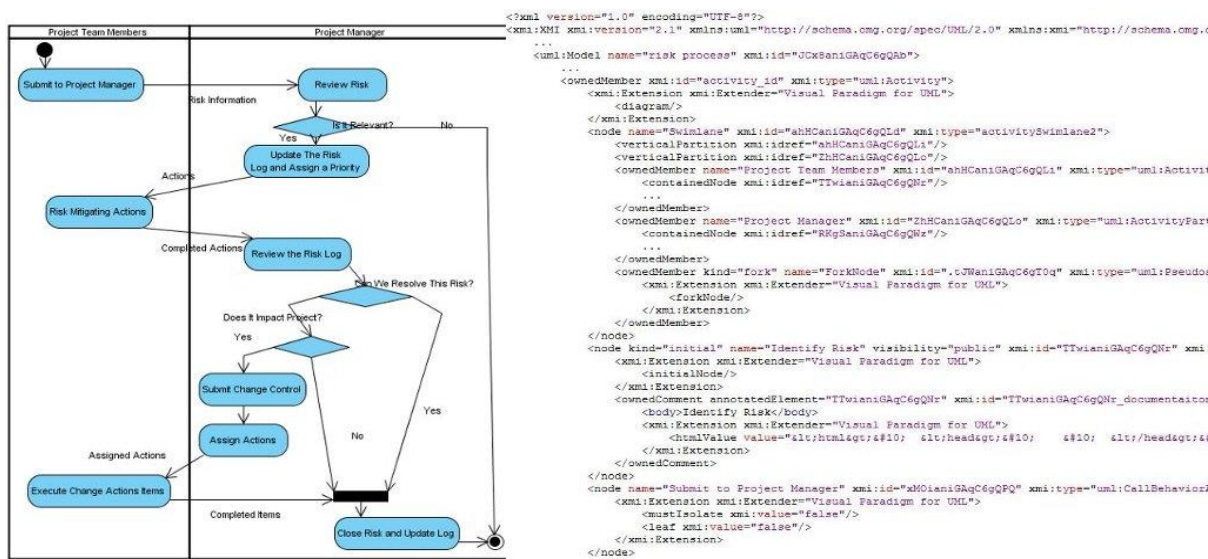 Project Team Members
Project Manager
Submit to Project Manager
Review Risk
Risk Information
Is It Relevant?
No
Yes
Update The Risk
Log and Assign a Priority
Actions
Risk Mitigating Actions
Completed Actions
Review the Risk Log
Can We Resolve This Risk?
Does It Impact Project?
Yes
Submit Change Control
Yes
Assign Actions
No
Assigned Actions
Execute Change Actions Items
Completed Items
Close Risk and Update Log
<?xml version="1.0" encoding="UTF-8"?>
<xmi:XMI xmi:version="2.1" xmlns:uml="http://schema.omg.org/spec/UML/2.0" xmlns:xmi="http://schema.omg.
...
<uml:Model name="risk process" xmi:id="JCx8aniGAqC6gQAb">
...
<ownedMember xmi:id="activity_id" xmi:type="uml:Activity">
<xmi:Extension xmi:Extender="Visual Paradigm for UML">
<diagram/>
</xmi:Extension>
<node name="Swimlane" xmi:id="ahHCaniGAqC6gQLd" xmi:type="activitySwimlane2">
<verticalPartition xmi:idref="ahHCaniGAqC6gQLi"/>
<verticalPartition xmi:idref="ZhHCaniGAqC6gQLo"/>
<ownedMember name="Project Team Members" xmi:id="ahHCaniGAqC6gQLi" xmi:type="uml:Activit
<containedNode xmi:idref="TTwianiGAqC6gQNr"/>
...
</ownedMember>
<ownedMember name="Project Manager" xmi:id="ZhHCaniGAqC6gQLo" xmi:type="uml:ActivityPar
<containedNode xmi:idref="RKgSaniGAqC6gQWz"/>
...
</ownedMember>
<ownedMember kind="fork" name="ForkNode" xmi:id=".tJWaniGAqC6gT0q" xmi:type="uml:Pseudos
<xmi:Extension xmi:Extender="Visual Paradigm for UML">
<forkNode/>
</xmi:Extension>
</ownedMember>
</node>
<node kind="initial" name="Identify Risk" visibility="public" xmi:id="TTwianiGAqC6gQNr" xmi
<xmi:Extension xmi:Extender="Visual Paradigm for UML">
<initialNode/>
</xmi:Extension>
<ownedComment annotatedElement="TTwianiGAqC6gQNr" xmi:id="TTwianiGAqC6gQNr_documentaiton
<body>Identify Risk</body>
<xmi:Extension xmi:Extender="Visual Paradigm for UML">
<htmlValue value="&lt;html&gt;&#10; &lt;head&gt;&#10; &#10; &lt;/head&gt;&
</xmi:Extension>
</ownedComment>
</node>
<node name="Submit to Project Manager" xmi:id="xMOianiGAqC6gQPQ" xmi:type="uml:CallBehavior
<xmi:Extension xmi:Extender="Visual Paradigm for UML">
<mustIsolate xmi:value="false"/>
<leaf xmi:value="false"/>
</xmi:Extension>
</node>